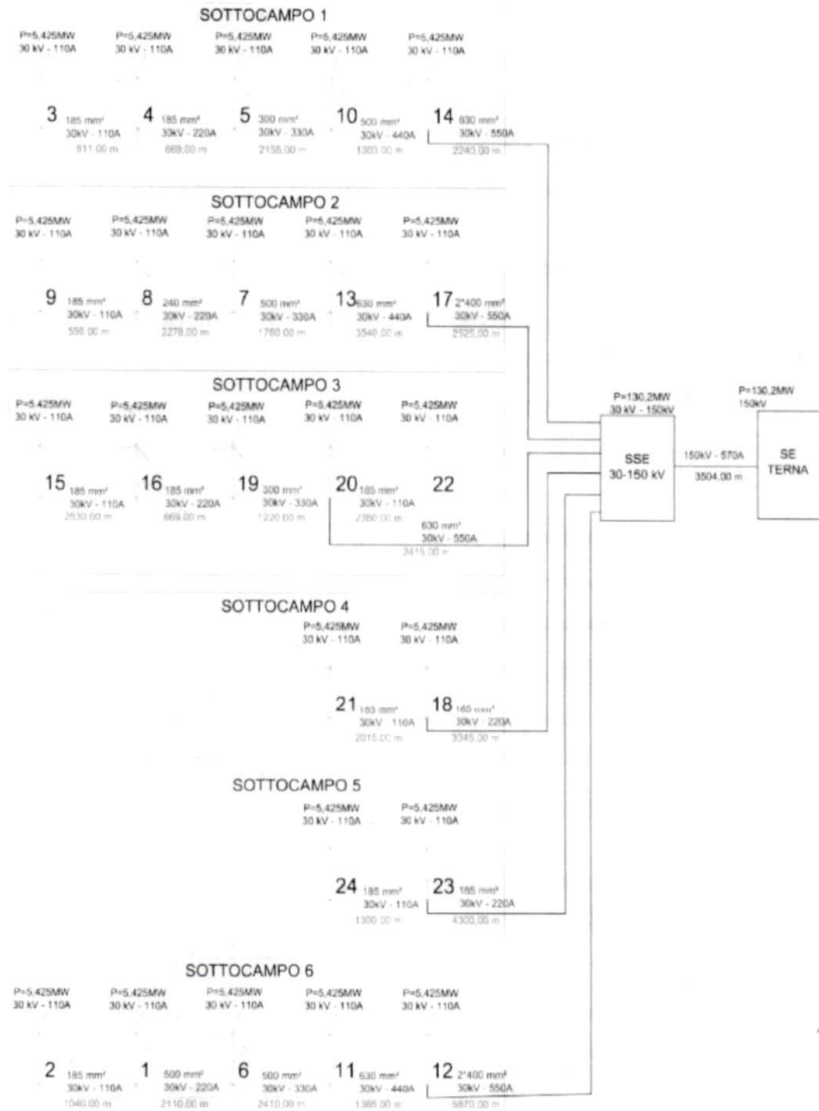 SOTTOCAMPO 1
P=5,425MW P=5,425MW P=5,425MW P=5,425MW P=5,425MW
30 kV - 110A 30 kV - 110A 30 kV - 110A 30 kV - 110A 30 kV - 110A
3 185 mm² 4 185 mm² 5 300 mm² 10 500 mm² 14 630 mm²
30kV - 110A 30kV - 220A 30kV - 330A 30kV - 440A 30kV - 550A
611,00 m 669,00 m 2155,00 m 1303,00 m 2240,00 m
SOTTOCAMPO 2
P=5,425MW P=5,425MW P=5,425MW P=5,425MW P=5,425MW
30 kV - 110A 30 kV - 110A 30 kV - 110A 30 kV - 110A 30 kV - 110A
9 185 mm² 8 240 mm² 7 500 mm² 13 630 mm² 17 2*400 mm²
30kV - 110A 30kV - 220A 30kV - 330A 30kV - 440A 30kV - 550A
2278,00 m 1760,00 m 3540,00 m 2525,00 m
SOTTOCAMPO 3
P=5,425MW P=5,425MW P=5,425MW P=5,425MW P=5,425MW
30 kV - 110A 30 kV - 110A 30 kV - 110A 30 kV - 110A 30 kV - 110A
15 185 mm² 16 185 mm² 19 300 mm² 20 185 mm² 22
30kV - 110A 30kV - 220A 30kV - 330A 30kV - 110A
2530,00 m 669,00 m 1220,00 m
630 mm²
30kV - 550A
3415,00 m
P=130,2MW
30 kV - 150kV
SSE
30-150 kV
150kV - 570A
3504,00 m
P=130,2MW
150kV
SE
TERNA
SOTTOCAMPO 4
P=5,425MW P=5,425MW
30 kV - 110A 30 kV - 110A
21 185 mm² 18 185 mm²
30kV - 110A 30kV - 220A
2015,00 m 3345,00 m
SOTTOCAMPO 5
P=5,425MW P=5,425MW
30 kV - 110A 30 kV - 110A
24 185 mm² 23 185 mm²
30kV - 110A 30kV - 220A
1300,00 m 4300,00 m
SOTTOCAMPO 6
P=5,425MW P=5,425MW P=5,425MW P=5,425MW P=5,425MW
30 kV - 110A 30 kV - 110A 30 kV - 110A 30 kV - 110A 30 kV - 110A
2 185 mm² 1 500 mm² 6 500 mm² 11 630 mm² 12 2*400 mm²
30kV - 110A 30kV - 220A 30kV - 330A 30kV - 440A 30kV - 550A
1040,00 m 2110,00 m 2410,00 m